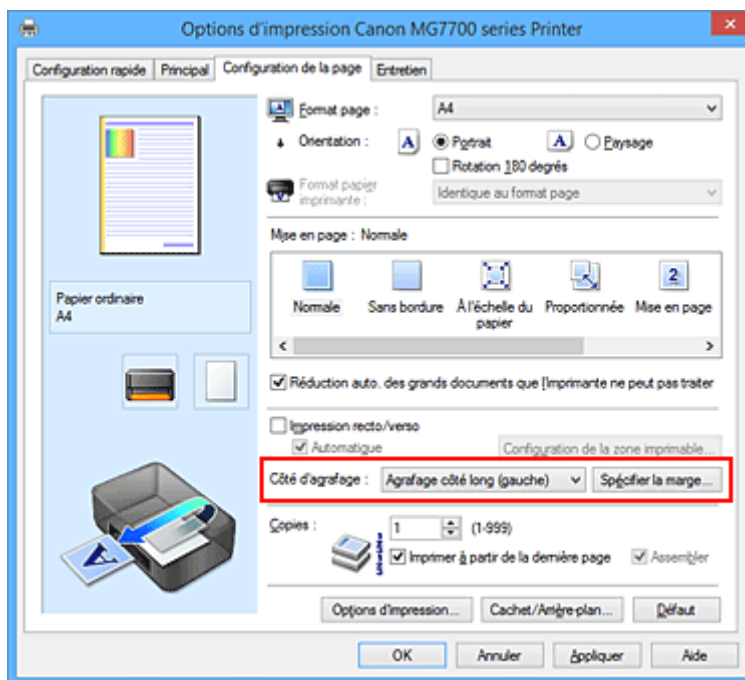 Options d'impression Canon MG7700 series Printer
Configuration rapide Principal Configuration de la page Entretien
Format page : A4
Orientation : A Portrait A Paysage
Rotation 180 degrés
Format papier imprimante : Identique au format page
Mise en page : Normale
2
Normale Sans bordure À l'échelle du papier Proportionnée Mise en page
Papier ordinaire
A4
Réduction auto. des grands documents que l'imprimante ne peut pas traiter
Impression recto/verso
Automatique Configuration de la zone imprimable...
Côté d'agrafage : Agrafage côté long (gauche) Spécifier la marge...
Copies : 1 (1-999)
Imprimer à partir de la dernière page Assembler
Options d'impression... Cachet/Arrière-plan... Défaut
OK Annuler Appliquer Aide